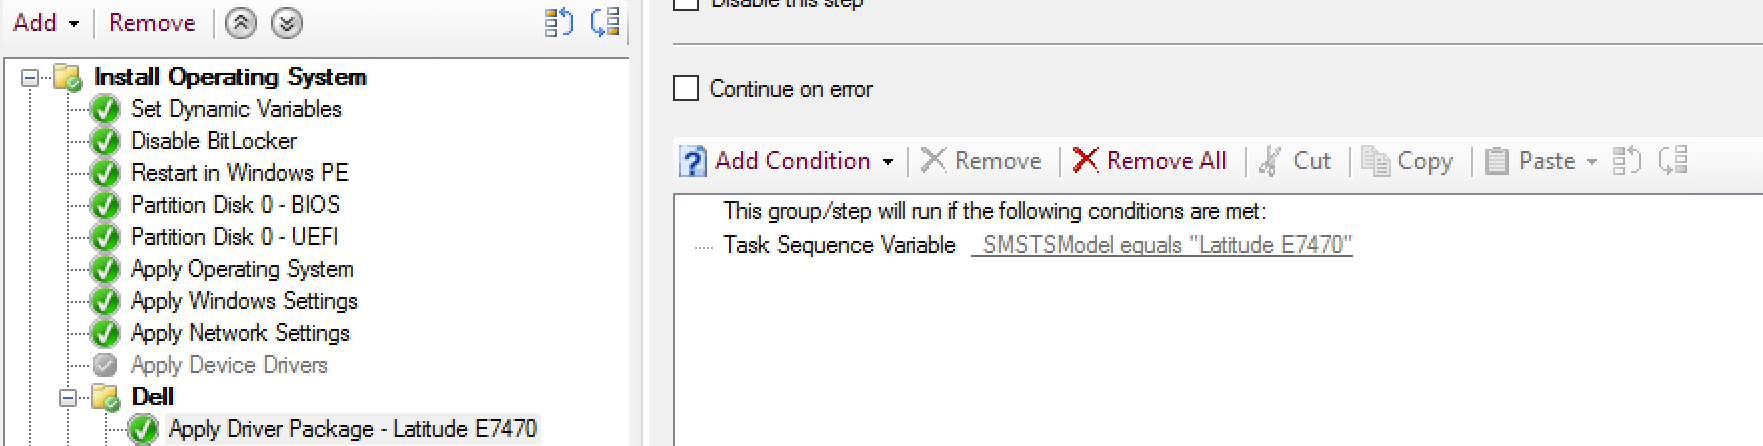 Add
Remove
Install Operating System
Set Dynamic Variables
Disable BitLocker
Restart in Windows PE
Partition Disk 0 - BIOS
Partition Disk 0 - UEFI
Apply Operating System
Apply Windows Settings
Apply Network Settings
Apply Device Drivers
Dell
Apply Driver Package - Latitude E7470
Disable this step
Continue on error
Add Condition
Remove
Remove All
Cut
Copy
Paste
This group/step will run if the following conditions are met:
Task Sequence Variable SMSTSModel equals "Latitude E7470"